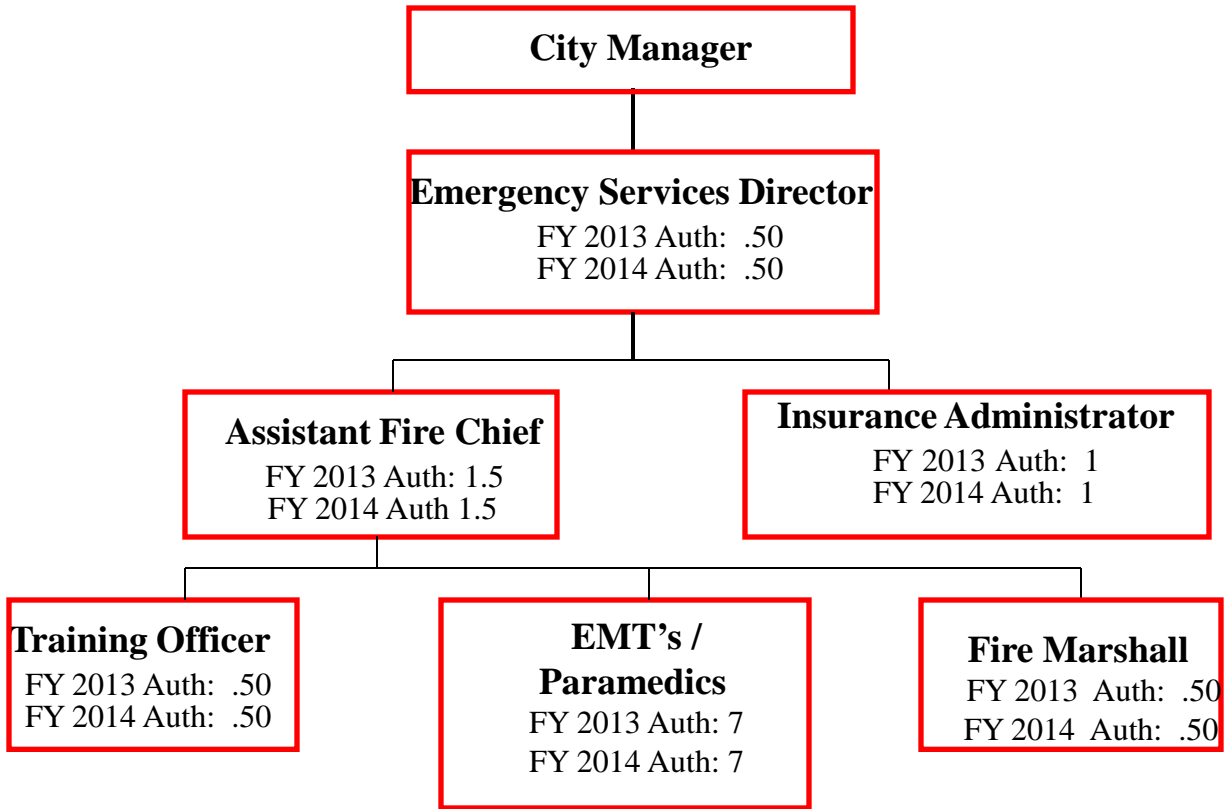 City Manager
Emergency Services Director
FY 2013 Auth: .50
FY 2014 Auth: .50
Assistant Fire Chief
FY 2013 Auth: 1.5
FY 2014 Auth 1.5
Insurance Administrator
FY 2013 Auth: 1
FY 2014 Auth: 1
Training Officer
FY 2013 Auth: .50
FY 2014 Auth: .50
EMT’s /
Paramedics
FY 2013 Auth: 7
FY 2014 Auth: 7
Fire Marshall
FY 2013 Auth: .50
FY 2014 Auth: .50